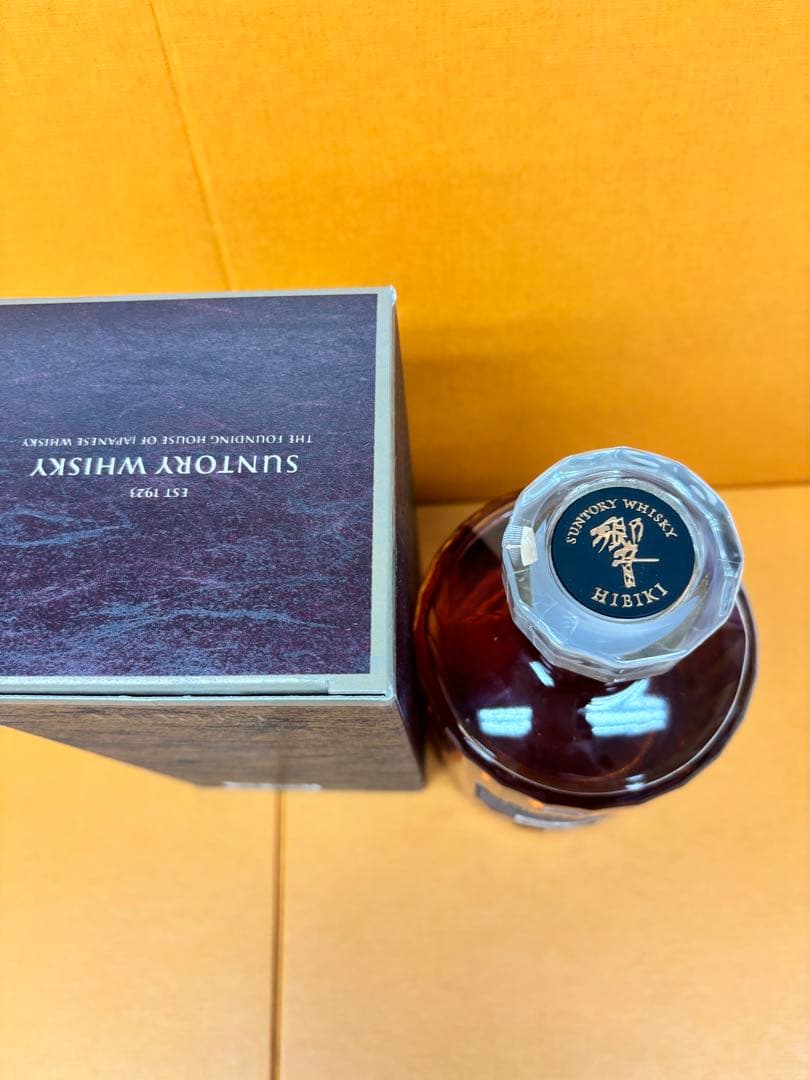 EST 1923
SUNTORY WHISKY
THE FOUNDING HOUSE OF JAPANESE WHISKY
SUNTORY WHISKY
響
HIBIKI